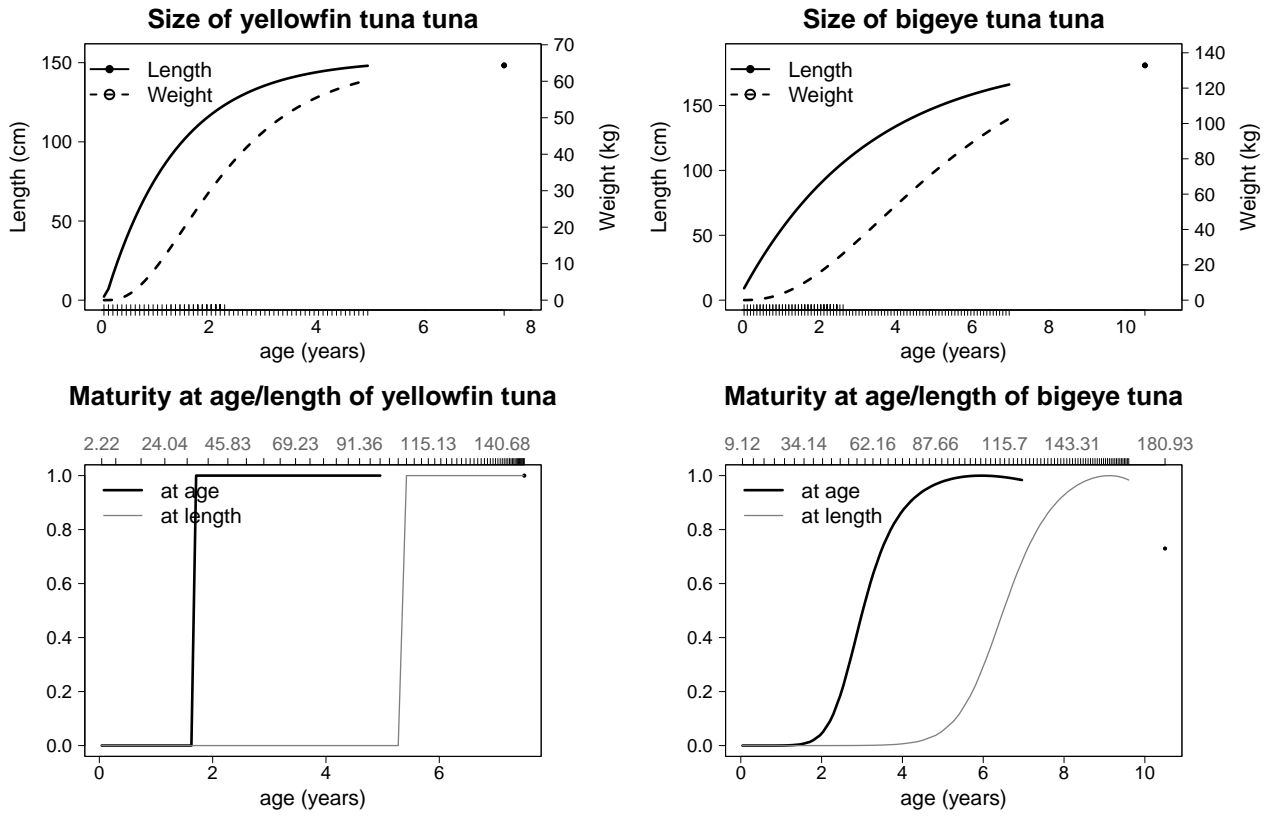 Size of yellowfin tuna tuna
Length
Weight
Length (cm)
0 50 100 150
Weight (kg)
0 10 20 30 40 50 60 70
0 2 4 6 8
age (years)
Size of bigeye tuna tuna
Length
Weight
Length (cm)
0 50 100 150
Weight (kg)
0 20 40 60 80 100 120 140
0 2 4 6 8 10
age (years)
Maturity at age/length of yellowfin tuna
2.22 24.04 45.83 69.23 91.36 115.13 140.68
at age
at length
0.0 0.2 0.4 0.6 0.8 1.0
0 2 4 6
age (years)
Maturity at age/length of bigeye tuna
9.12 34.14 62.16 87.66 115.7 143.31 180.93
at age
at length
0.0 0.2 0.4 0.6 0.8 1.0
0 2 4 6 8 10
age (years)